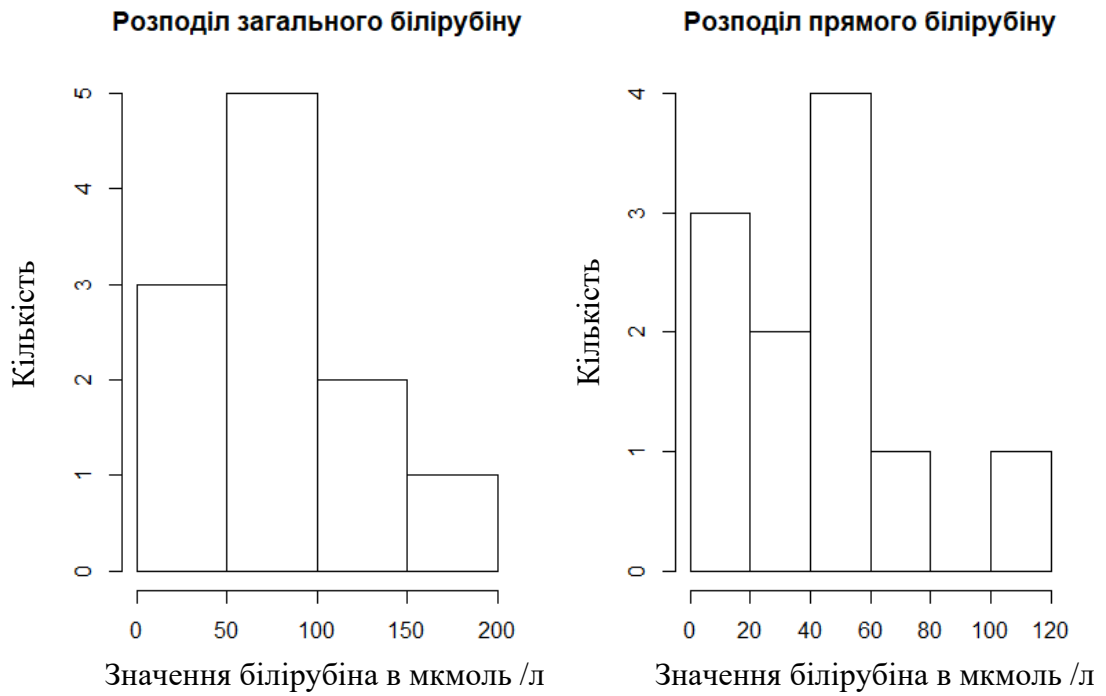 Розподіл загального білірубіну
5
4
3
2
1
0
Кількість
0 50 100 150 200
Значення білірубіна в мкмоль /л
Розподіл прямого білірубіну
4
3
2
1
0
Кількість
0 20 40 60 80 100 120
Значення білірубіна в мкмоль /л